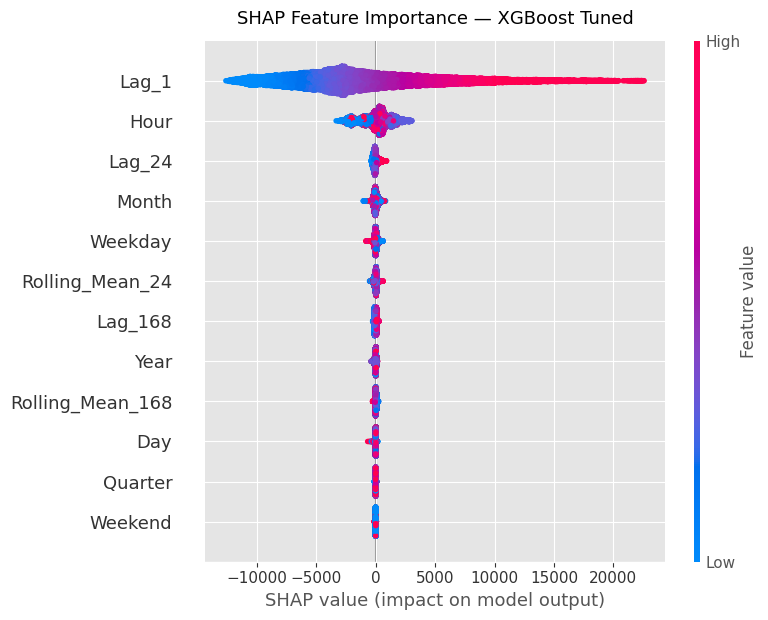 SHAP Feature Importance — XGBoost Tuned
High
Lag_1
Hour
Lag_24
Month
Weekday
Rolling_Mean_24
Lag_168
Year
Rolling_Mean_168
Day
Quarter
Weekend
Feature value
Low
−10000 −5000 0 5000 10000 15000 20000
SHAP value (impact on model output)